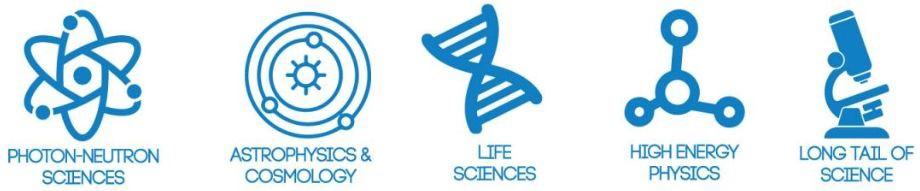 PHOTON-NEUTRON
SCIENCES
ASTROPHYSICS &
COSMOLOGY
LIFE
SCIENCES
HIGH ENERGY
PHYSICS
LONG TAIL OF
SCIENCE